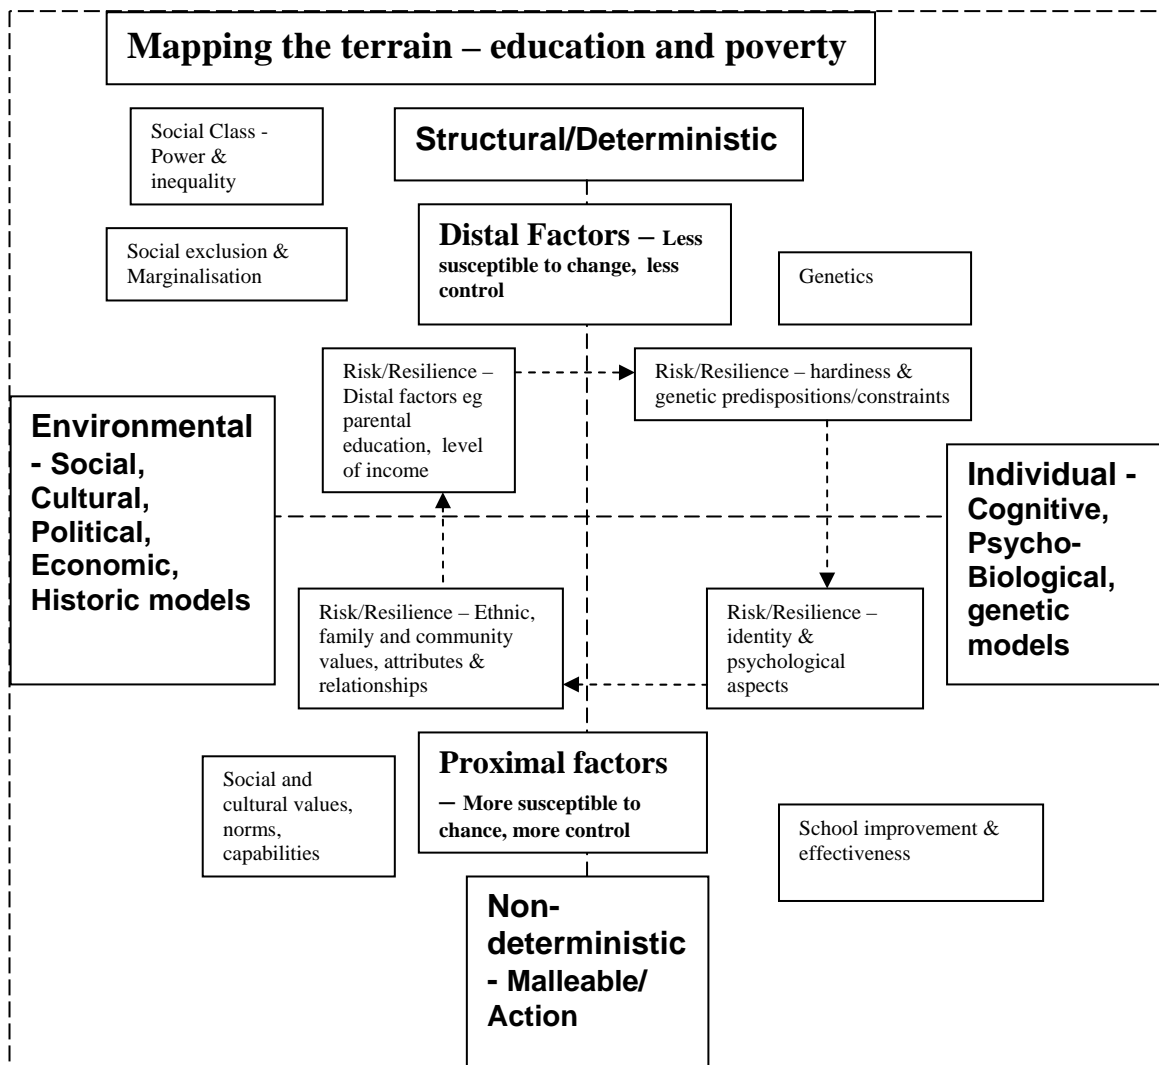 Mapping the terrain – education and poverty
Social Class -
Power &
inequality
Structural/Deterministic
Social exclusion &
Marginalisation
Distal Factors – Less
susceptible to change,  less
control
Genetics
Risk/Resilience –
Distal factors eg
parental
education,  level
of income
Risk/Resilience – hardiness &
genetic predispositions/constraints
Environmental
- Social,
Cultural,
Political,
Economic,
Historic models
Individual -
Cognitive,
Psycho-
Biological,
genetic
models
Risk/Resilience – Ethnic,
family and community
values, attributes &
relationships
Risk/Resilience –
identity &
psychological
aspects
Proximal factors
– More susceptible to
chance, more control
Social and
cultural values,
norms,
capabilities
School improvement &
effectiveness
Non-
deterministic
- Malleable/
Action